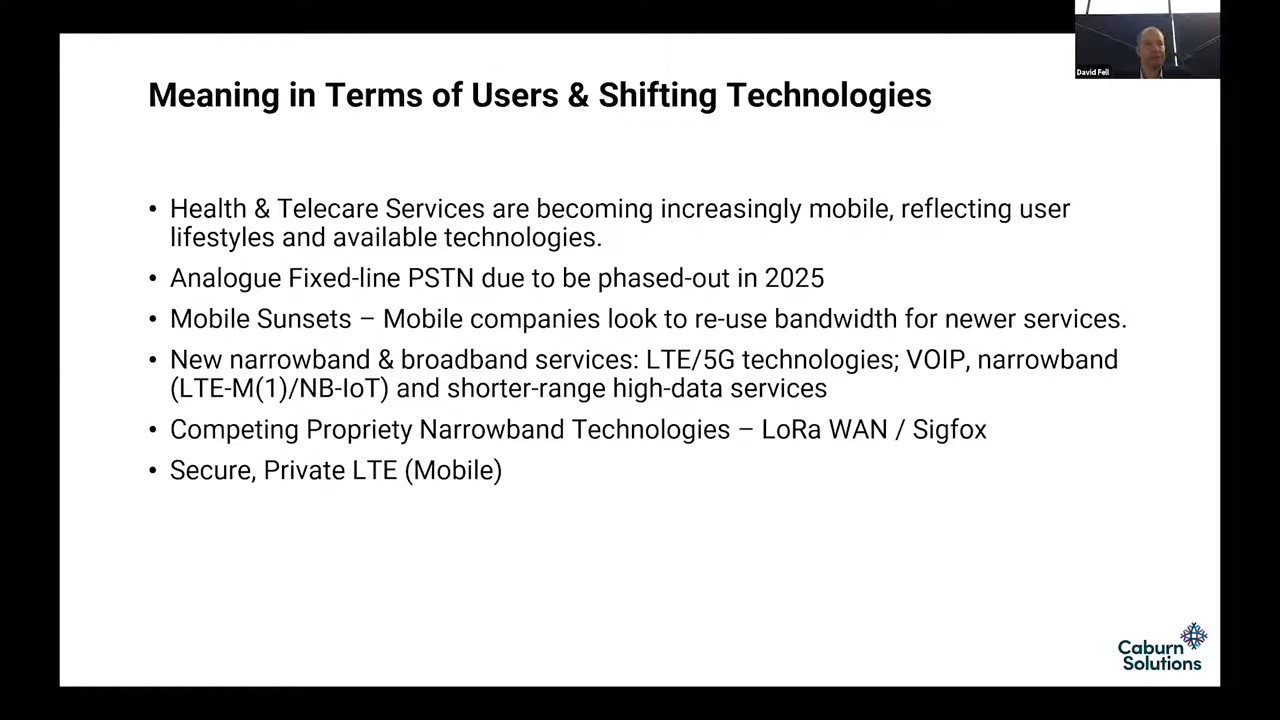 David Fell
Meaning in Terms of Users & Shifting Technologies
• Health & Telecare Services are becoming increasingly mobile, reflecting user
lifestyles and available technologies.
• Analogue Fixed-line PSTN due to be phased-out in 2025
• Mobile Sunsets – Mobile companies look to re-use bandwidth for newer services.
• New narrowband & broadband services: LTE/5G technologies; VOIP, narrowband
(LTE-M(1)/NB-IoT) and shorter-range high-data services
• Competing Propriety Narrowband Technologies – LoRa WAN / Sigfox
• Secure, Private LTE (Mobile)
Caburn
Solutions